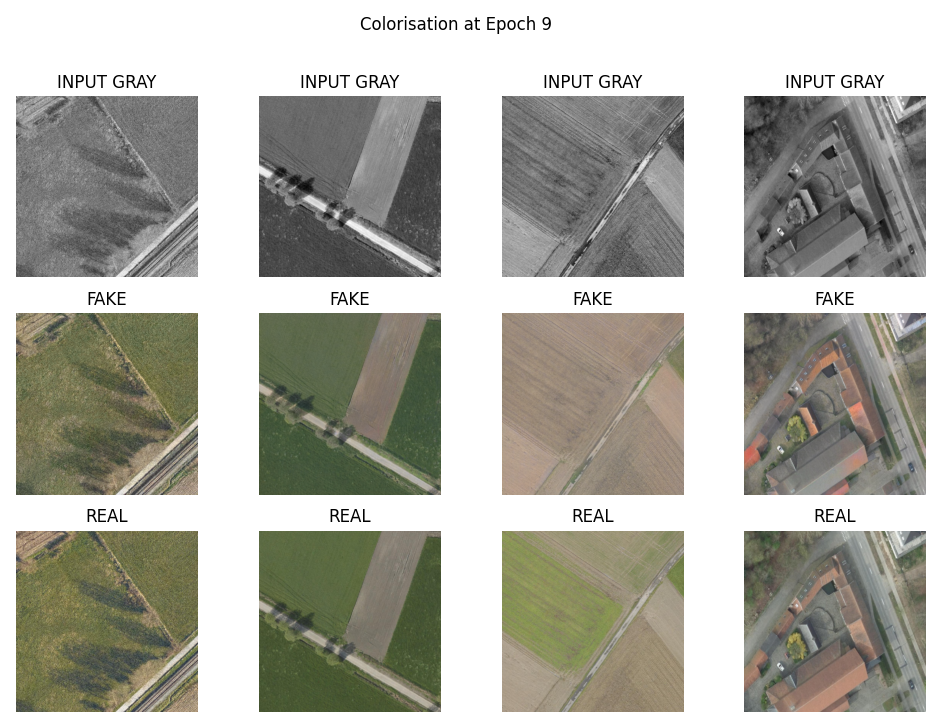 Colorisation at Epoch 9
INPUT GRAY INPUT GRAY INPUT GRAY INPUT GRAY
FAKE FAKE FAKE FAKE
REAL REAL REAL REAL